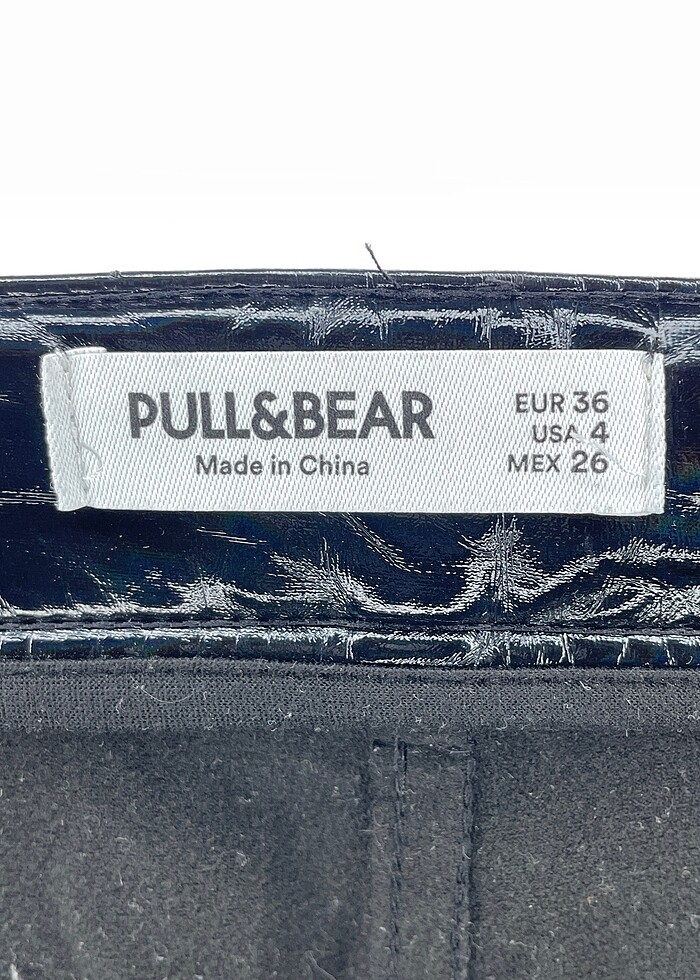 PULL&BEAR
Made in China
EUR 36
USA 4
MEX 26